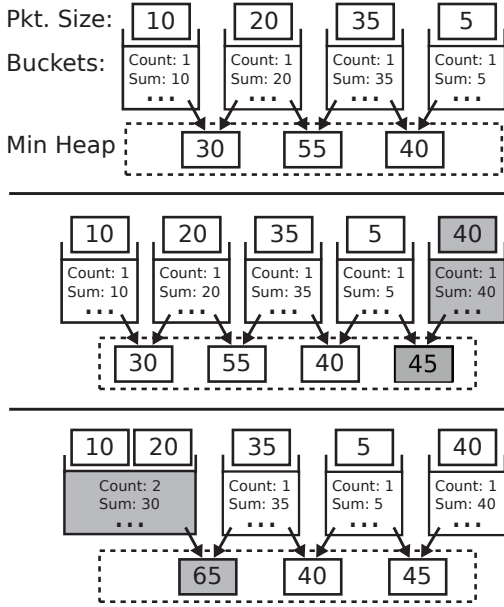 Pkt. Size: 10 20 35 5
Buckets: Count: 1 Count: 1 Count: 1 Count: 1
Sum: 10 Sum: 20 Sum: 35 Sum: 5
... ... ... ...
Min Heap 30 55 40
10 20 35 5 40
Count: 1 Count: 1 Count: 1 Count: 1 Count: 1
Sum: 10 Sum: 20 Sum: 35 Sum: 5 Sum: 40
... ... ... ... ...
30 55 40 45
10 20 35 5 40
Count: 2 Count: 1 Count: 1 Count: 1
Sum: 30 Sum: 35 Sum: 5 Sum: 40
... ... ... ...
65 40 45